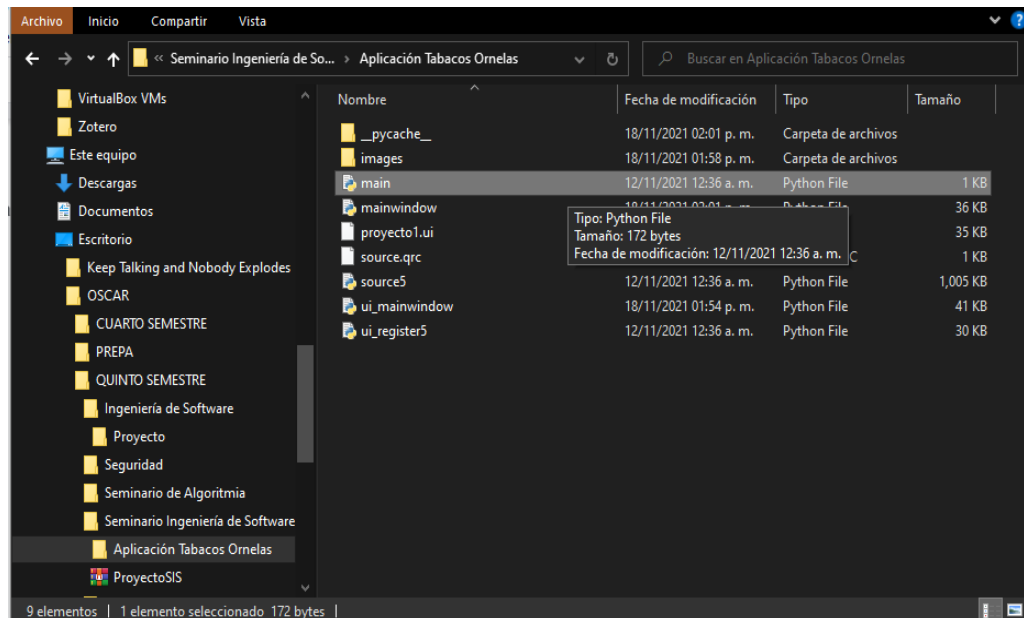 Archivo Inicio Compartir Vista
« Seminario Ingeniería de So... › Aplicación Tabacos Ornelas
Buscar en Aplicación Tabacos Ornelas
VirtualBox VMs
Zotero
Este equipo
Descargas
Documentos
Escritorio
Keep Talking and Nobody Explodes
OSCAR
CUARTO SEMESTRE
PREPA
QUINTO SEMESTRE
Ingeniería de Software
Proyecto
Seguridad
Seminario de Algoritmia
Seminario Ingeniería de Software
Aplicación Tabacos Ornelas
ProyectoSIS
Nombre Fecha de modificación Tipo Tamaño
__pycache__ 18/11/2021 02:01 p. m. Carpeta de archivos
images 18/11/2021 01:58 p. m. Carpeta de archivos
main 12/11/2021 12:36 a. m. Python File 1 KB
mainwindow 36 KB
proyecto1.ui 35 KB
source.qrc C 1 KB
source5 12/11/2021 12:36 a. m. Python File 1,005 KB
ui_mainwindow 18/11/2021 01:54 p. m. Python File 41 KB
ui_register5 12/11/2021 12:36 a. m. Python File 30 KB
Tipo: Python File
Tamaño: 172 bytes
Fecha de modificación: 12/11/2021 12:36 a. m.
9 elementos | 1 elemento seleccionado 172 bytes |